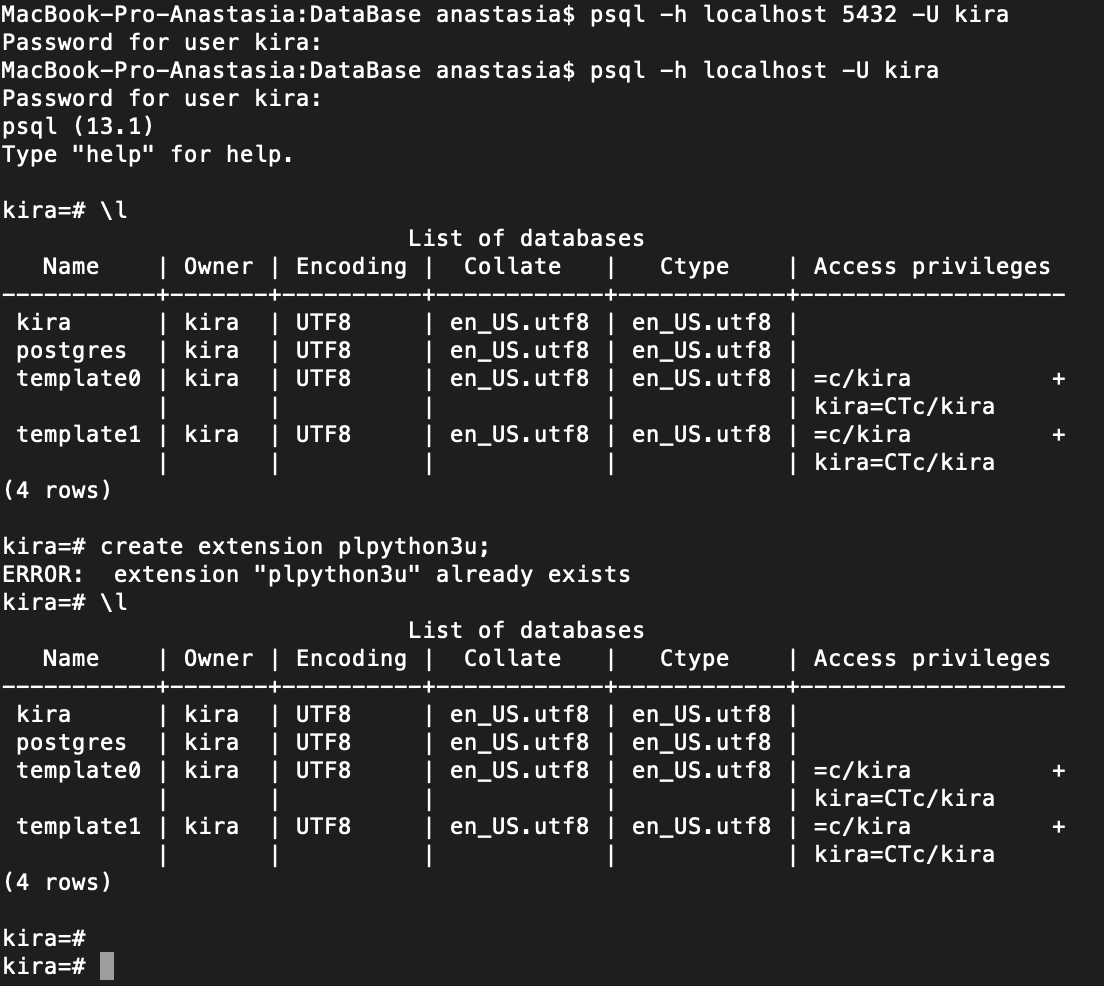 MacBook-Pro-Anastasia:DataBase anastasia$ psql -h localhost 5432 -U kira
Password for user kira:
MacBook-Pro-Anastasia:DataBase anastasia$ psql -h localhost -U kira
Password for user kira:
psql (13.1)
Type "help" for help.

kira=# \l
                             List of databases
   Name    | Owner | Encoding |  Collate   |   Ctype    | Access privileges
-----------+-------+----------+------------+------------+-------------------
 kira      | kira  | UTF8     | en_US.utf8 | en_US.utf8 |
 postgres  | kira  | UTF8     | en_US.utf8 | en_US.utf8 |
 template0 | kira  | UTF8     | en_US.utf8 | en_US.utf8 | =c/kira          +
           |       |          |            |            | kira=CTc/kira
 template1 | kira  | UTF8     | en_US.utf8 | en_US.utf8 | =c/kira          +
           |       |          |            |            | kira=CTc/kira
(4 rows)

kira=# create extension plpython3u;
ERROR:  extension "plpython3u" already exists
kira=# \l
                             List of databases
   Name    | Owner | Encoding |  Collate   |   Ctype    | Access privileges
-----------+-------+----------+------------+------------+-------------------
 kira      | kira  | UTF8     | en_US.utf8 | en_US.utf8 |
 postgres  | kira  | UTF8     | en_US.utf8 | en_US.utf8 |
 template0 | kira  | UTF8     | en_US.utf8 | en_US.utf8 | =c/kira          +
           |       |          |            |            | kira=CTc/kira
 template1 | kira  | UTF8     | en_US.utf8 | en_US.utf8 | =c/kira          +
           |       |          |            |            | kira=CTc/kira
(4 rows)

kira=#
kira=#